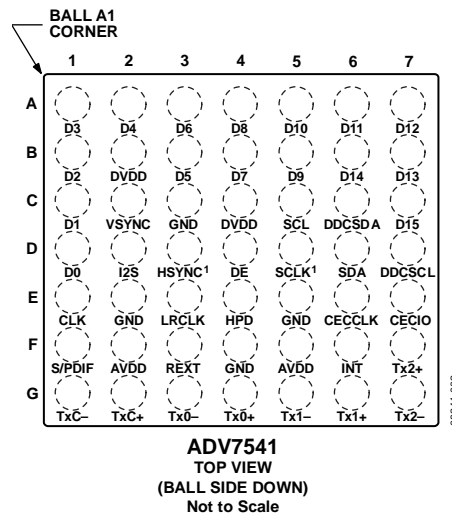 BALL A1
CORNER
1 2 3 4 5 6 7
A
D3 D4 D6 D8 D10 D11 D12
B
D2 DVDD D5 D7 D9 D14 D13
C
D1 VSYNC GND DVDD SCL DDCSDA D15
D
D0 I2S HSYNC1 DE SCLK1 SDA DDCSCL
E
CLK GND LRCLK HPD GND CECCLK CECIO
F
S/PDIF AVDD REXT GND AVDD INT Tx2+
G
TxC– TxC+ Tx0– Tx0+ Tx1– Tx1+ Tx2–
ADV7541
TOP VIEW
(BALL SIDE DOWN)
Not to Scale